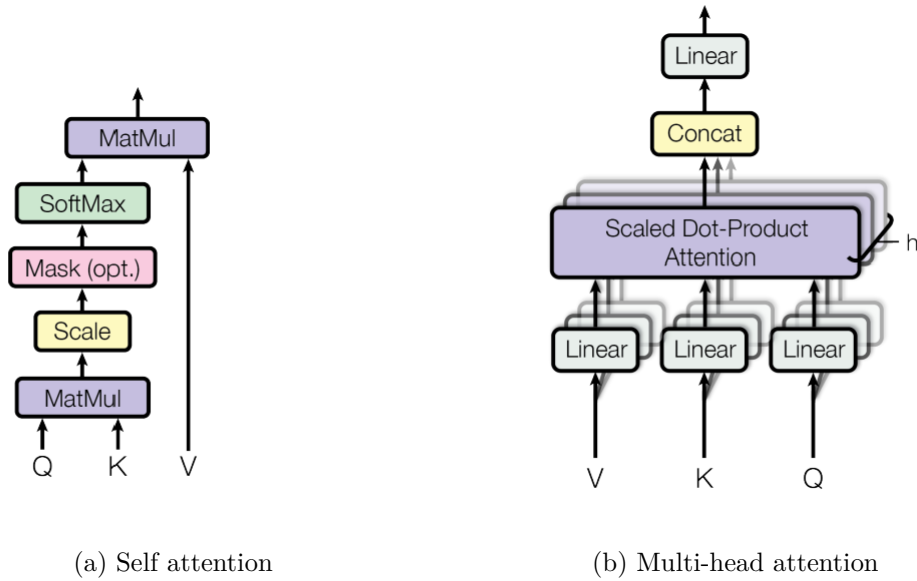 MatMul
SoftMax
Mask (opt.)
Scale
MatMul
Q K V
(a) Self attention
Linear
Concat
Scaled Dot-Product
Attention
h
Linear Linear Linear
V K Q
(b) Multi-head attention